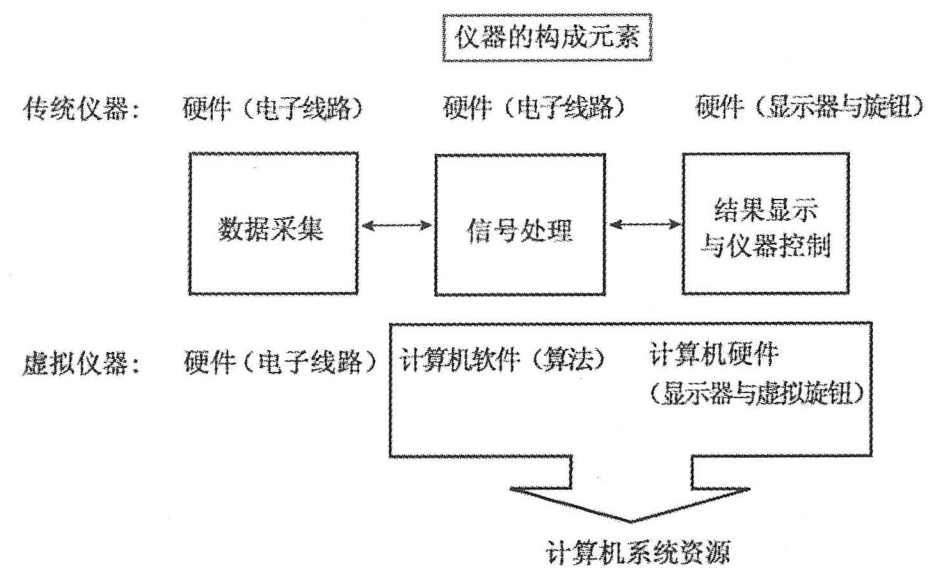 仪器的构成元素
传统仪器： 硬件（电子线路） 硬件（电子线路） 硬件（显示器与旋钮）
数据采集 信号处理 结果显示
与仪器控制
虚拟仪器： 硬件（电子线路） 计算机软件（算法） 计算机硬件
（显示器与虚拟旋钮）
计算机系统资源